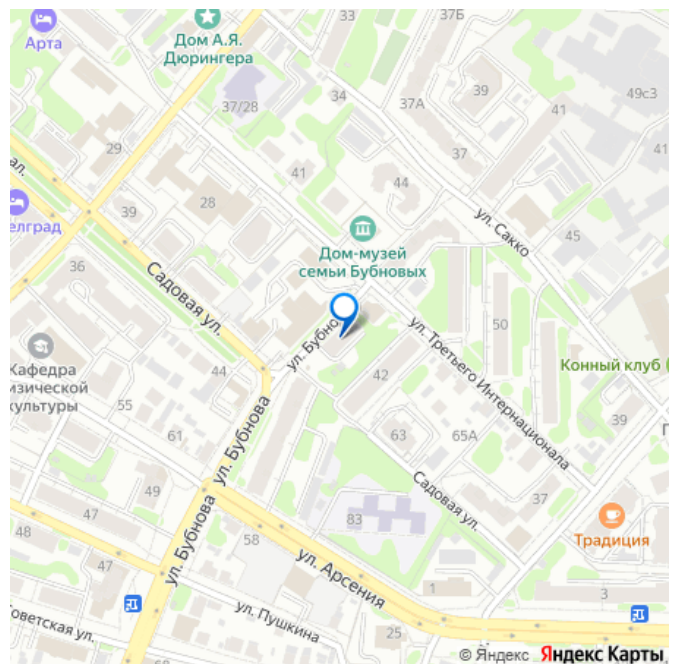 33
37Б
Арта
Дом А.Я.
Дюрингера
37/28
34
37А
39
49с3
41
29
37
41
ал.
41
44
28
39
ул. Сакко
елград
45
Дом-музей
семьи Бубновых
36
Садовая ул.
50
ул. Бубно
ул. Третьего Интернационала
Кафедра
изической
культуры
44
42
Конный клуб
55
39
61
ул. Бубнова
63
65А
49
Садовая ул.
37
47
83
48
58
Традиция
ул. Бубнова
47
ул. Арсения
1
3
ул. Пушкина
оветская ул.
25
© Яндекс Яндекс Карты